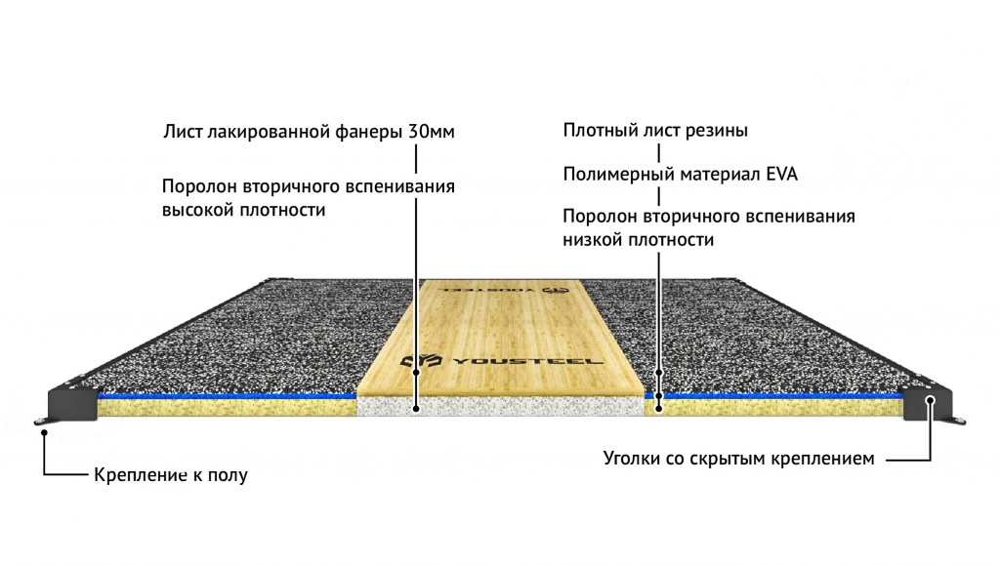 Лист лакированной фанеры 30мм
Поролон вторичного вспенивания
высокой плотности
Плотный лист резины
Полимерный материал EVA
Поролон вторичного вспенивания
низкой плотности
YOUSTEEL
YOUSTEEL
Крепление к полу
Уголки со скрытым креплением